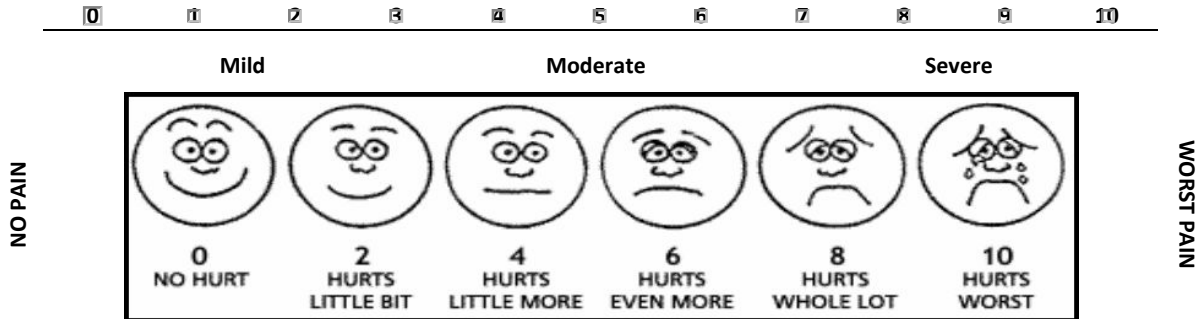 0 1 2 3 4 5 6 7 8 9 10
Mild Moderate Severe
NO PAIN
0 2 4 6 8 10
NO HURT HURTS HURTS HURTS HURTS HURTS
LITTLE BIT LITTLE MORE EVEN MORE WHOLE LOT WORST
WORST PAIN